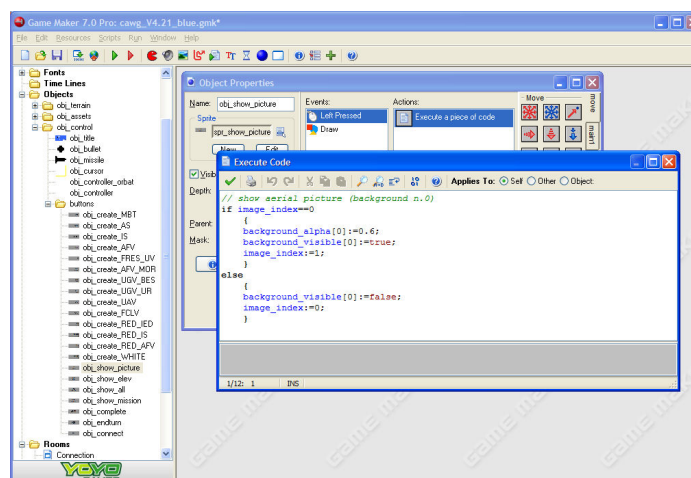 Game Maker 7.0 Pro: cawg_V4.21_blue.gmk*
File Edit Resources Scripts Run Window Help
Fonts
Time Lines
Objects
obj_terrain
obj_assets
obj_control
obj_title
obj_bullet
obj_missile
obj_cursor
obj_controller_orbat
obj_controller
buttons
obj_create_MBT
obj_create_AS
obj_create_IS
obj_create_AFV
obj_create_FRES_UV
obj_create_AFV_MOR
obj_create_UGV_BES
obj_create_UGV_UR
obj_create_UAV
obj_create_FCLV
obj_create_RED_IED
obj_create_RED_IS
obj_create_RED_AFV
obj_create_WHITE
obj_show_picture
obj_show_elev
obj_show_all
obj_show_mission
obj_complete
obj_endturn
obj_connect
Rooms
Connection
YOYO
Object Properties
Name: obj_show_picture
Sprite
spr_show_picture
New
Edit
Visib
Depth:
Parent
Mask:
Events:
Left Pressed
Draw
Actions:
Execute a piece of code
Move
move
main1
Execute Code
Applies To: Self Other Object:
// show aerial picture (background n.0)
if image_index==0
{
background_alpha[0]:=0.6;
background_visible[0]:=true;
image_index:=1;
}
else
{
background_visible[0]:=false;
image_index:=0;
}
1/12: 1 INS